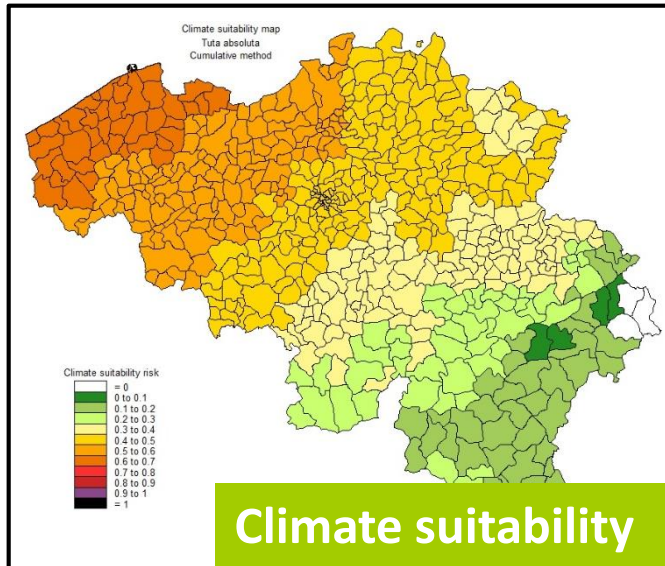 Climate suitability map
Tuta absoluta
Cumulative method
Climate suitability risk
= 0
0 to 0.1
0.1 to 0.2
0.2 to 0.3
0.3 to 0.4
0.4 to 0.5
0.5 to 0.6
0.6 to 0.7
0.7 to 0.8
0.8 to 0.9
0.9 to 1
= 1
Climate suitability